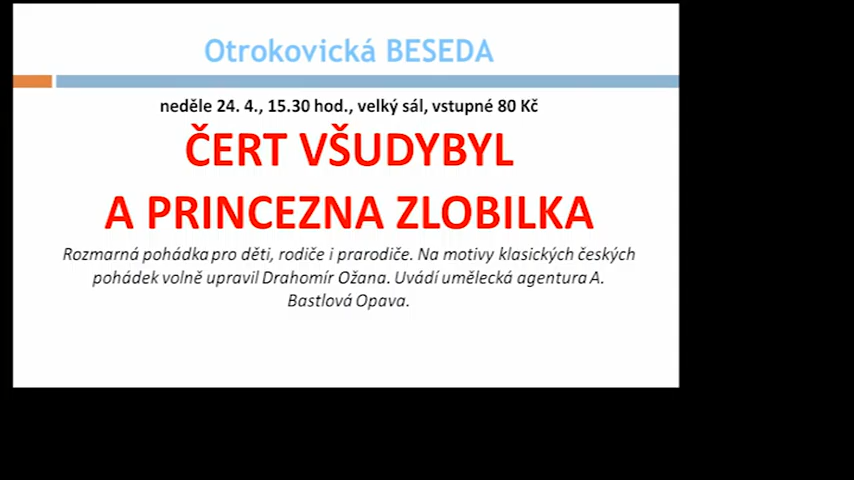 Otrokovická BESEDA
neděle 24. 4., 15.30 hod., velký sál, vstupné 80 Kč
ČERT VŠUDYBYL
A PRINCEZNA ZLOBILKA
Rozmarná pohádka pro děti, rodiče i prarodiče. Na motivy klasických českých
pohádek volně upravil Drahomír Ožana. Uvádí umělecká agentura A.
Bastlová Opava.